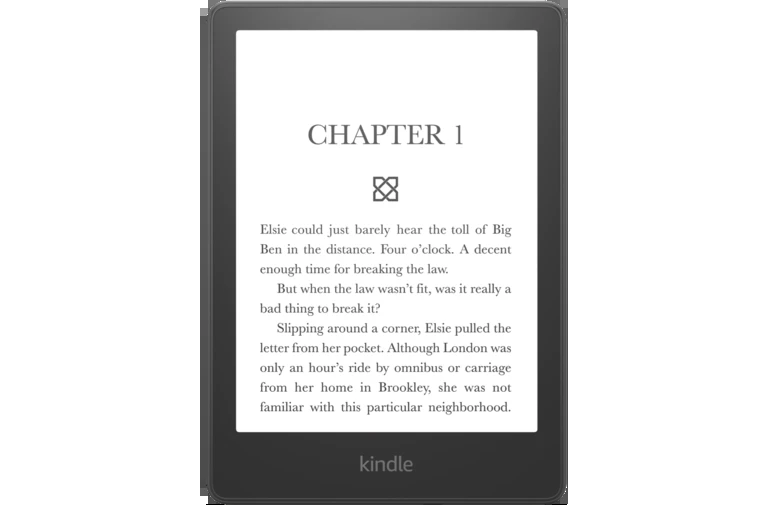 CHAPTER 1
Elsie could just barely hear the toll of Big
Ben in the distance. Four o’clock. A decent
enough time for breaking the law.
But when the law wasn’t fit, was it really a
bad thing to break it?
Slipping around a corner, Elsie pulled the
letter from her pocket. Although London was
only an hour’s ride by omnibus or carriage
from her home in Brookley, she was not
familiar with this particular neighborhood.
kindle